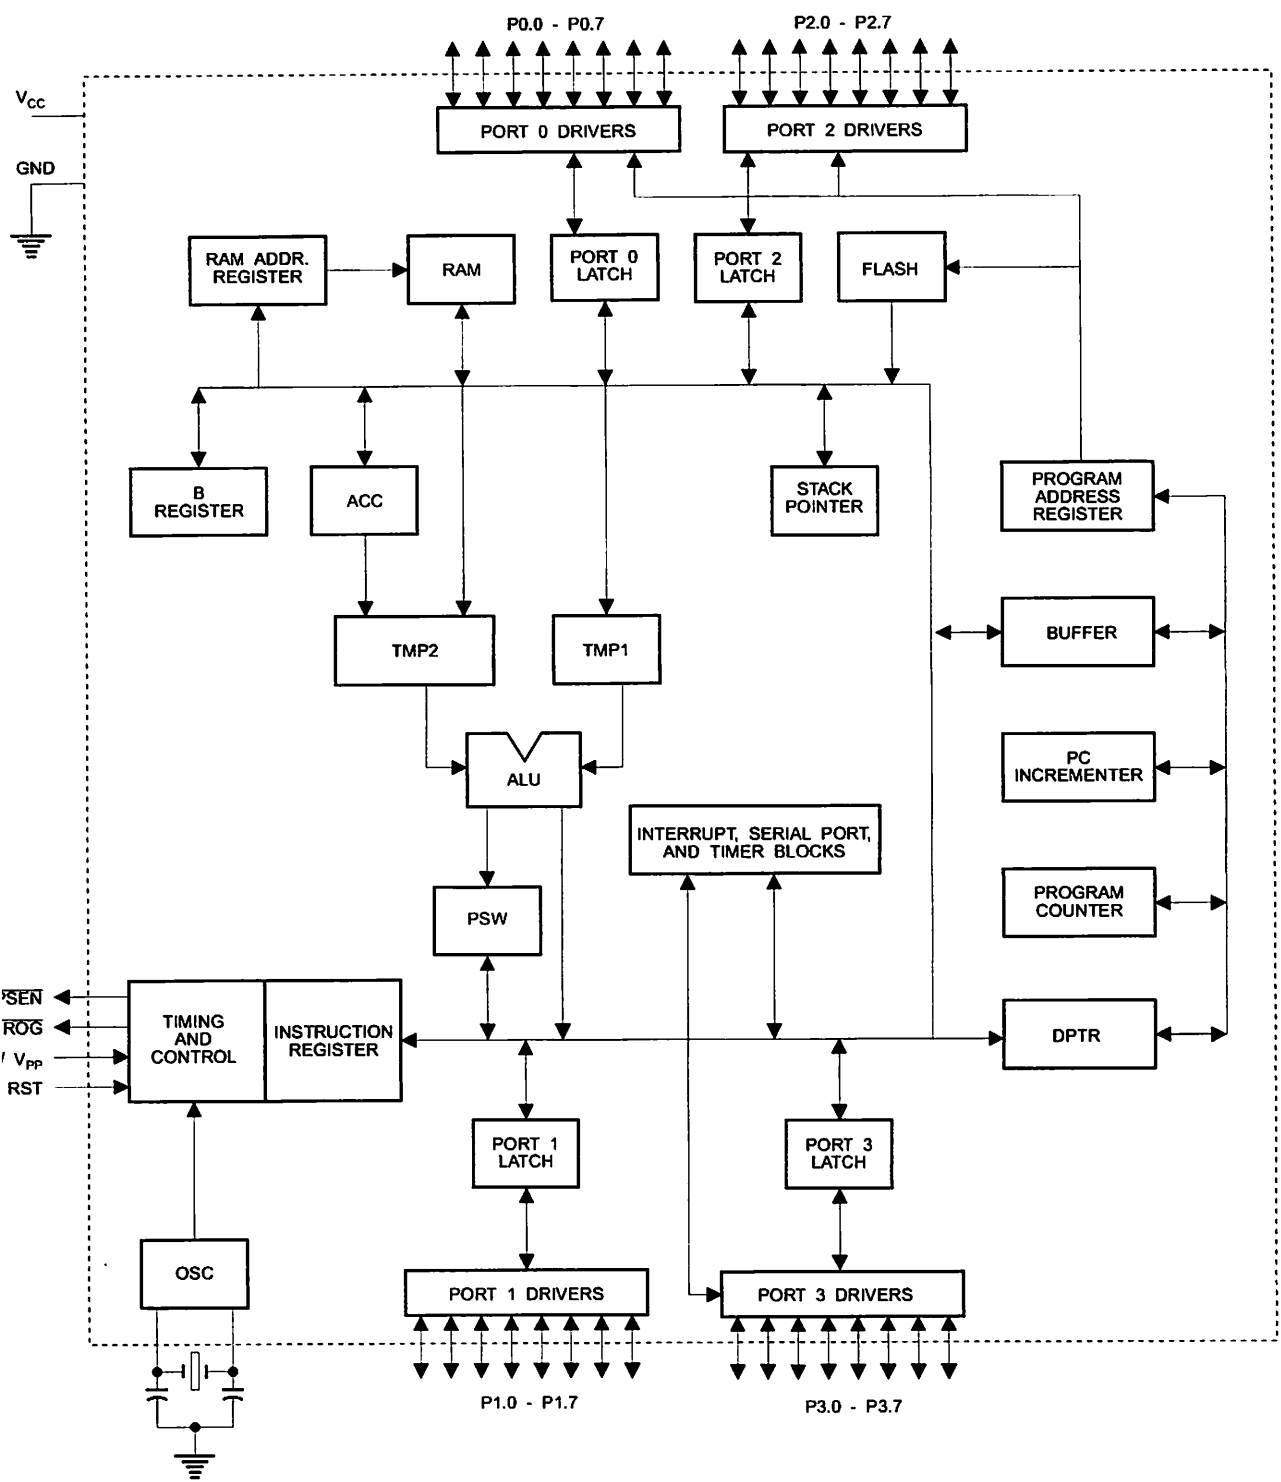 P0.0 - P0.7
P2.0 - P2.7
VCC
GND
PORT 0 DRIVERS
PORT 2 DRIVERS
RAM ADDR.
REGISTER
RAM
PORT 0
LATCH
PORT 2
LATCH
FLASH
B
REGISTER
ACC
STACK
POINTER
PROGRAM
ADDRESS
REGISTER
TMP2
TMP1
BUFFER
ALU
PC
INCREMENTER
INTERRUPT, SERIAL PORT,
AND TIMER BLOCKS
PSW
PROGRAM
COUNTER
SEN
ROG
/ VPP
RST
TIMING
AND
CONTROL
INSTRUCTION
REGISTER
DPTR
PORT 1
LATCH
PORT 3
LATCH
OSC
PORT 1 DRIVERS
PORT 3 DRIVERS
P1.0 - P1.7
P3.0 - P3.7